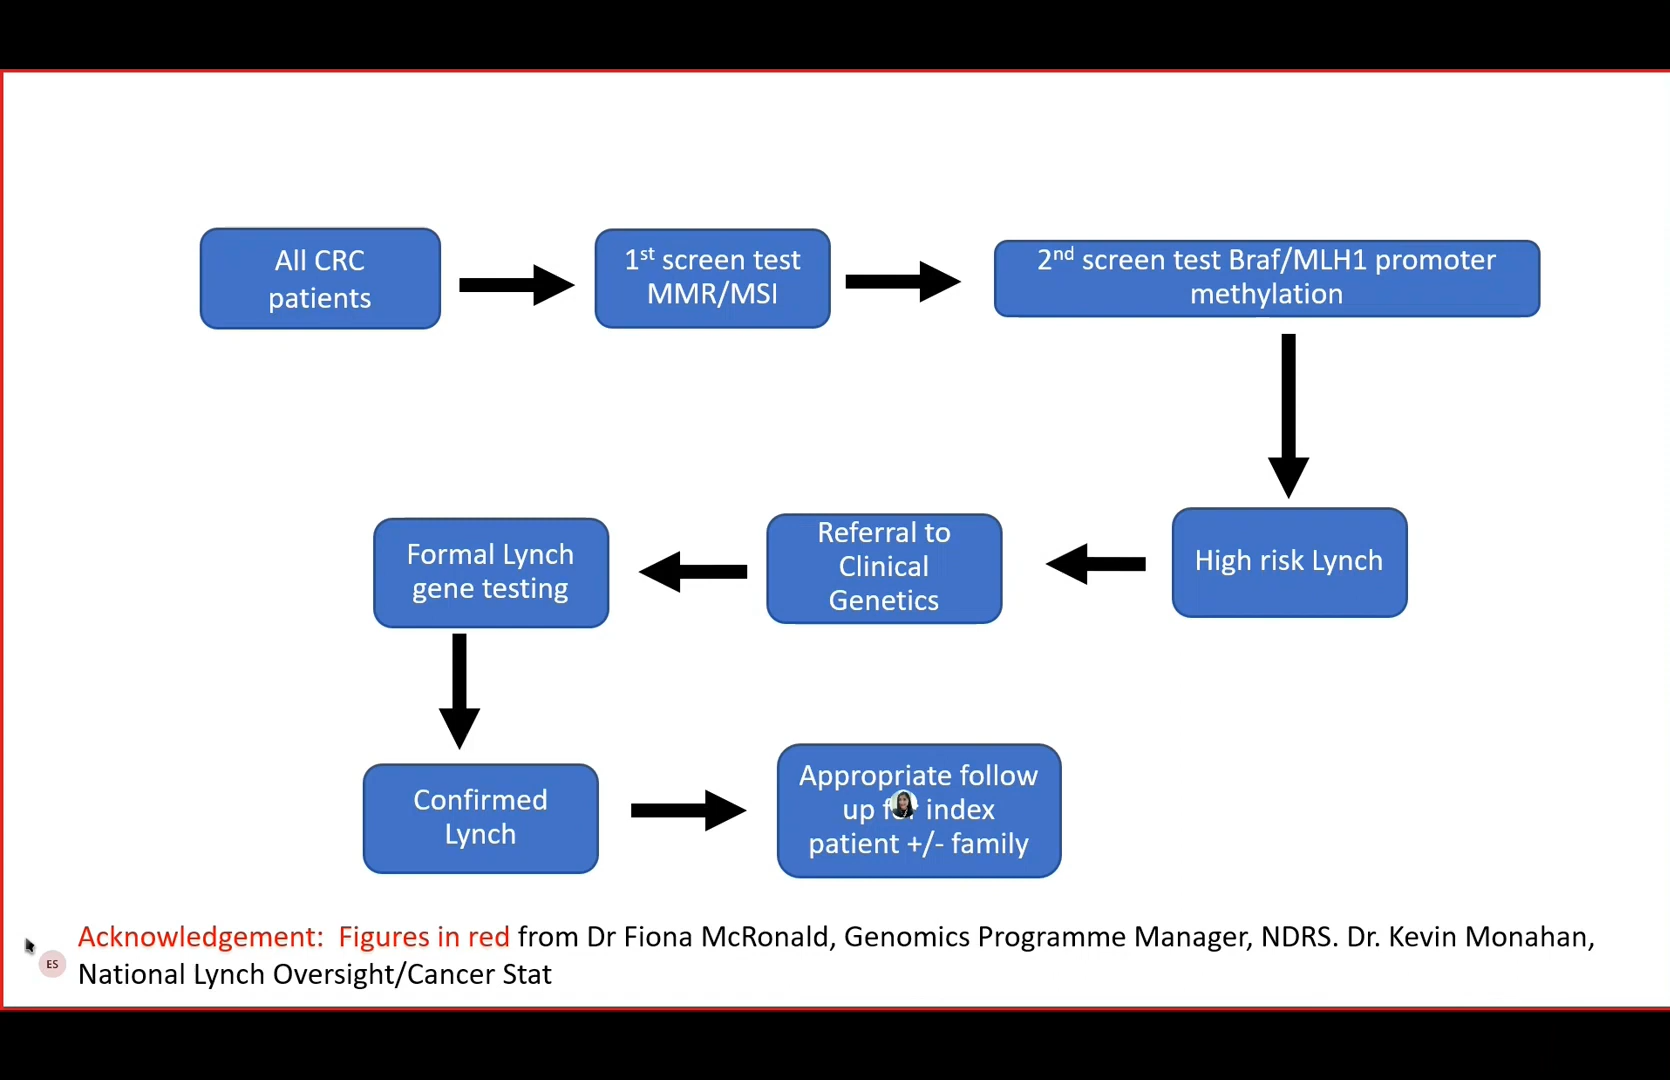 All CRC
patients
1st screen test
MMR/MSI
2nd screen test Braf/MLH1 promoter
methylation
High risk Lynch
Referral to
Clinical
Genetics
Formal Lynch
gene testing
Confirmed
Lynch
Appropriate follow
up for index
patient +/- family
Acknowledgement: Figures in red from Dr Fiona McRonald, Genomics Programme Manager, NDRS. Dr. Kevin Monahan,
ES
National Lynch Oversight/Cancer Stat